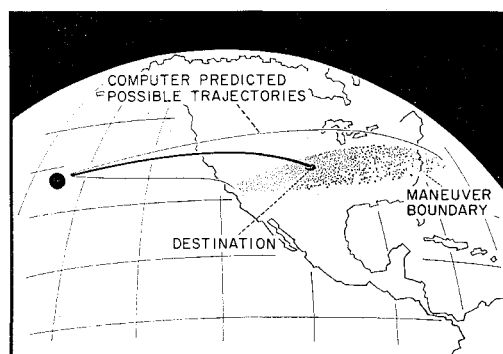 COMPUTER PREDICTED
POSSIBLE TRAJECTORIES
MANEUVER
BOUNDARY
DESTINATION